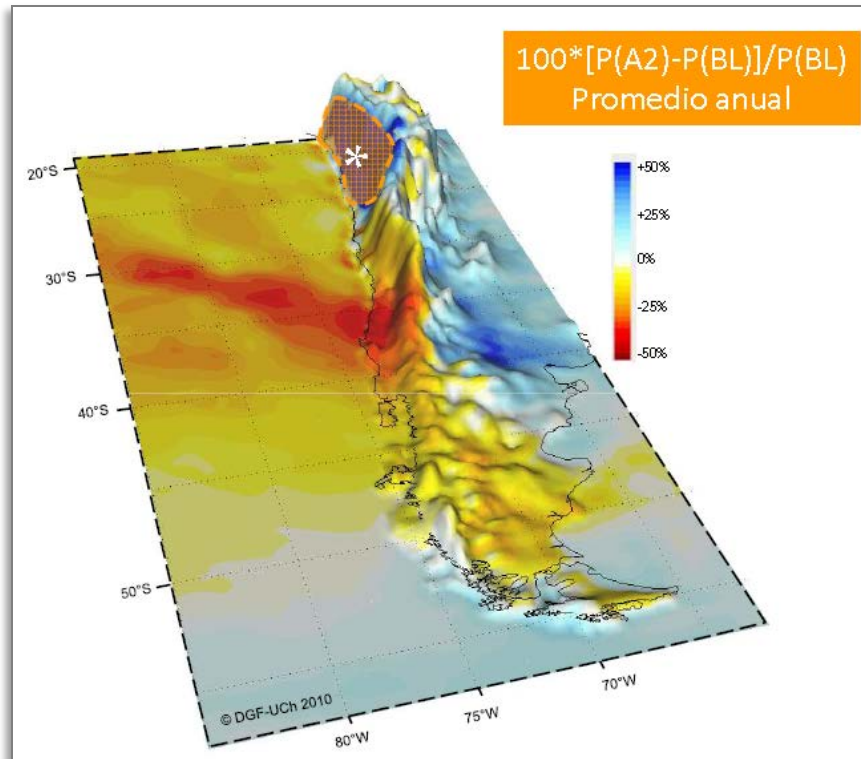 100*[P(A2)-P(BL)]/P(BL)
Promedio anual
*
+50%
+25%
0%
-25%
-50%
20°S
30°S
40°S
50°S
80°W
75°W
70°W
© DGF-UCh 2010